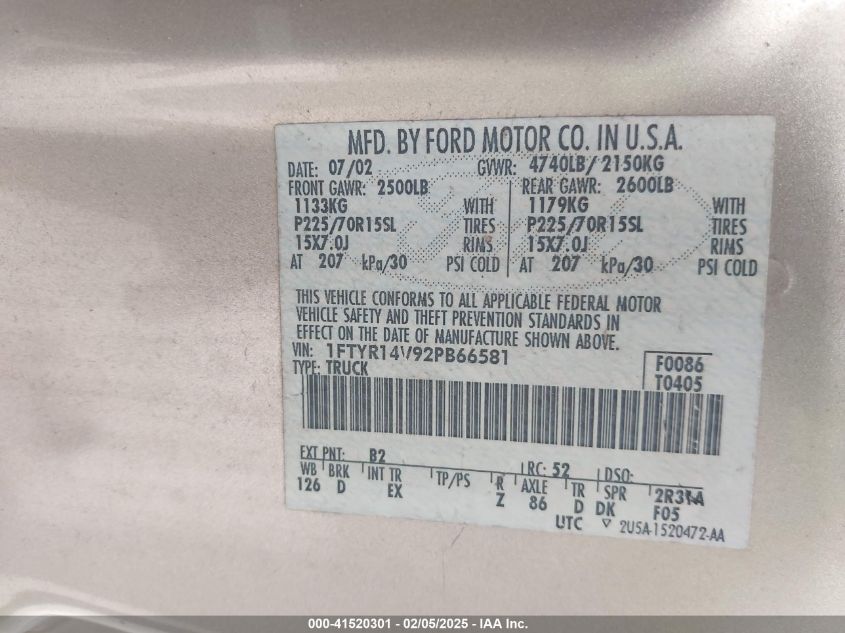 MFD. BY FORD MOTOR CO. IN U.S.A.
DATE: 07/02 GVWR: 4740LB/ 2150KG
FRONT GAWR: 2500LB REAR GAWR: 2600LB
1133KG WITH 1179KG WITH
P225/70R15SL TIRES P225/70R15SL TIRES
15X7.0J RIMS 15X7.0J RIMS
AT 207 kPa/30 PSI COLD AT 207 kPa/30 PSI COLD
THIS VEHICLE CONFORMS TO ALL APPLICABLE FEDERAL MOTOR
VEHICLE SAFETY AND THEFT PREVENTION STANDARDS IN
EFFECT ON THE DATE OF MANUFACTURE SHOWN ABOVE.
VIN: 1FTYR14V92PB66581
TYPE: TRUCK
F0086
T0405
EXT PNT: B2 RC: 52 DSO:
WB BRK INT TR TP/PS R AXLE TR SPR 2R31A
126 D EX Z 86 D DK F05
UTC ▽ 2U5A-1520472-AA
000-41520301 - 02/05/2025 - IAA Inc.